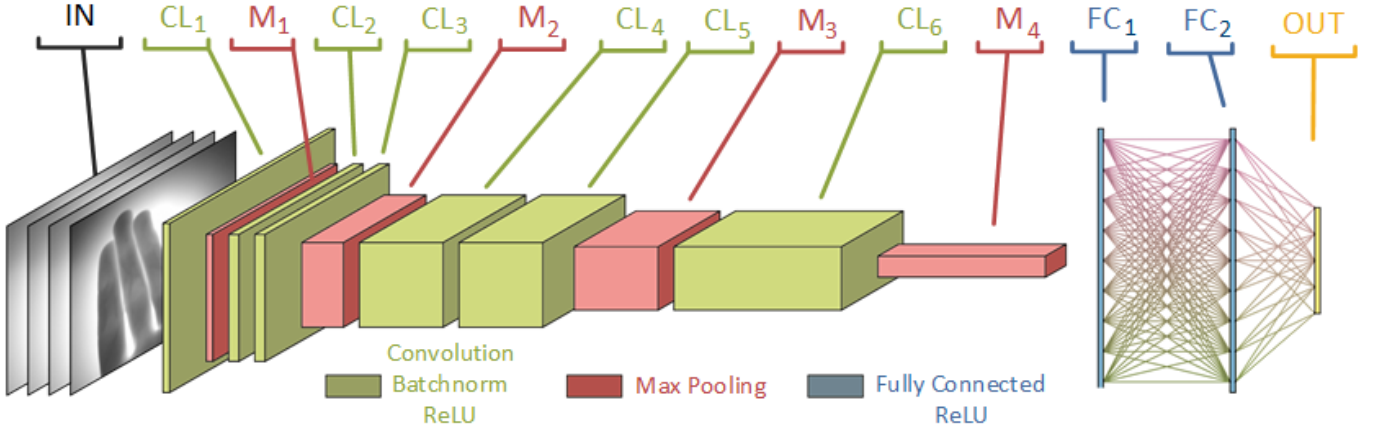 IN CL1 M1 CL2 CL3 M2 CL4 CL5 M3 CL6 M4 FC1 FC2 OUT
Convolution
Batchnorm
ReLU
Max Pooling
Fully Connected
ReLU